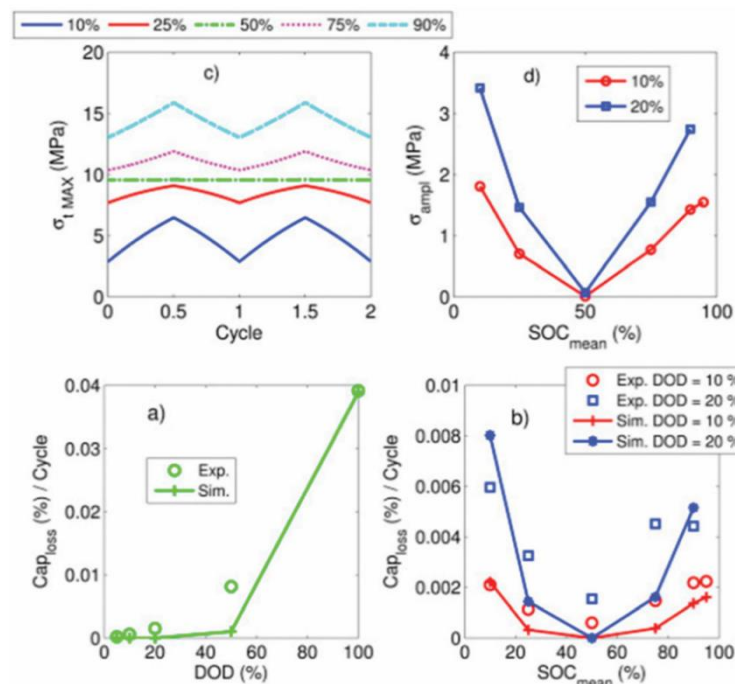 10% 25% 50% 75% 90%
c)
20
15
10
5
0
σt MAX (MPa)
0 0.5 1 1.5 2
Cycle
d)
10%
20%
4
3
2
1
0
σampl (MPa)
0 50 100
SOCmean (%)
a)
Exp.
Sim.
0.04
0.03
0.02
0.01
0
Caploss (%) / Cycle
0 20 40 60 80 100
DOD (%)
b)
Exp. DOD = 10 %
Exp. DOD = 20 %
Sim. DOD = 10 %
Sim. DOD = 20 %
0.01
0.008
0.006
0.004
0.002
0
Caploss (%) / Cycle
0 20 40 60 80 100
SOCmean (%)